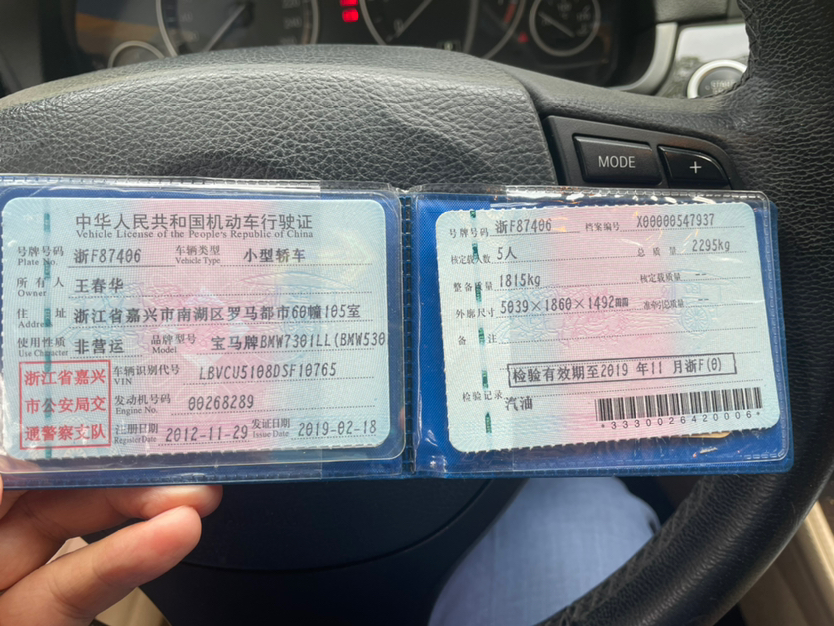 中华人民共和国机动车行驶证
Vehicle License of the People's Republic of China
号牌号码 浙F87406 车辆类型 小型轿车
Plate No. Vehicle Type
所有人 王春华
Owner
住址 浙江省嘉兴市南湖区罗马都市60幢105室
Address
使用性质 非营运 品牌型号 宝马牌BMW7301LL(BMW530
Use Character Model
浙江省嘉兴
市公安局交
通警察支队
车辆识别代号 LBVCU5108DSF10765
VIN
发动机号码 00268289
Engine No.
注册日期 2012-11-29 发证日期 2019-02-18
Register Date Issue Date
号牌号码 浙F87406 档案编号 X00000547937
核定载人数 5人 总质量 2295kg
整备质量 1815kg 核定载质量 --
外廓尺寸 5039×1860×1492mm 准牵引总质量 --
备注
检验有效期至2019 年11 月浙F(0)
检验记录
汽油
*3330026420006*
MODE
+